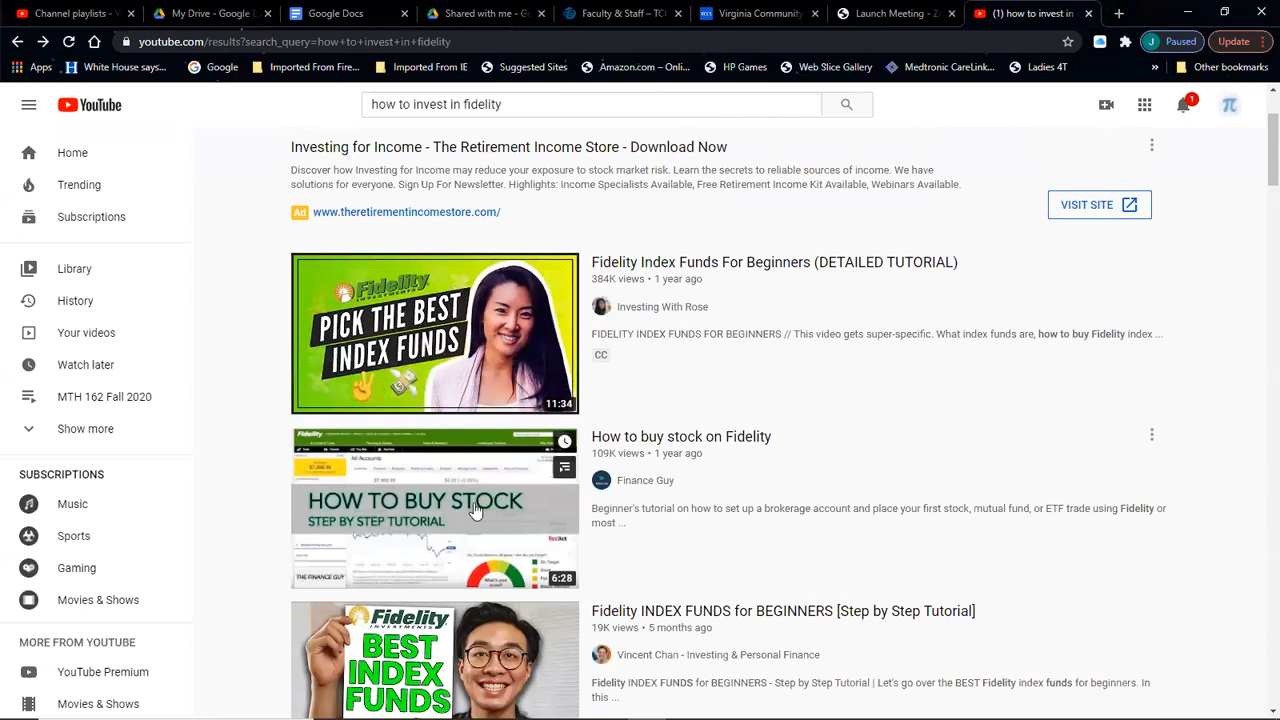 Channel playlists - Y
My Drive - Google D
Google Docs
Shared with me - Go
Faculty & Staff – TCC
VCCS
nia Community
Launch Meeting - Z
(1) how to invest in
youtube.com/results?search_query=how+to+invest+in+fidelity
J Paused
Update
Apps
White House says...
Google
Imported From Fire...
Imported From IE
Suggested Sites
Amazon.com – Onli...
HP Games
Web Slice Gallery
Medtronic CareLink...
Ladies 4T
Other bookmarks
YouTube
how to invest in fidelity
1
Home
Trending
Subscriptions
Library
History
Your videos
Watch later
MTH 162 Fall 2020
Show more
SUBSCRIPTIONS
Music
Sports
Gaming
Movies & Shows
MORE FROM YOUTUBE
YouTube Premium
Movies & Shows
Investing for Income - The Retirement Income Store - Download Now
Discover how Investing for Income may reduce your exposure to stock market risk. Learn the secrets to reliable sources of income. We have
solutions for everyone. Sign Up For Newsletter. Highlights: Income Specialists Available, Free Retirement Income Kit Available, Webinars Available.
Ad www.theretirementincomestore.com/
VISIT SITE
Fidelity
INVESTMENTS
PICK THE BEST
INDEX FUNDS
11:34
Fidelity Index Funds For Beginners (DETAILED TUTORIAL)
384K views • 1 year ago
Investing With Rose
FIDELITY INDEX FUNDS FOR BEGINNERS // This video gets super-specific. What index funds are, how to buy Fidelity index ...
CC
Fidelity
HOW TO BUY STOCK
STEP BY STEP TUTORIAL
THE FINANCE GUY
6:28
How to Buy Stock on Fidelity
views • 1 year ago
Finance Guy
Beginner's tutorial on how to set up a brokerage account and place your first stock, mutual fund, or ETF trade using Fidelity or
most ...
Fidelity
INVESTMENTS
BEST
INDEX
FUNDS
Fidelity INDEX FUNDS for BEGINNERS [Step by Step Tutorial]
19K views • 5 months ago
Vincent Chan - Investing & Personal Finance
Fidelity INDEX FUNDS for BEGINNERS - Step by Step Tutorial | Let's go over the BEST Fidelity index funds for beginners. In
this ...